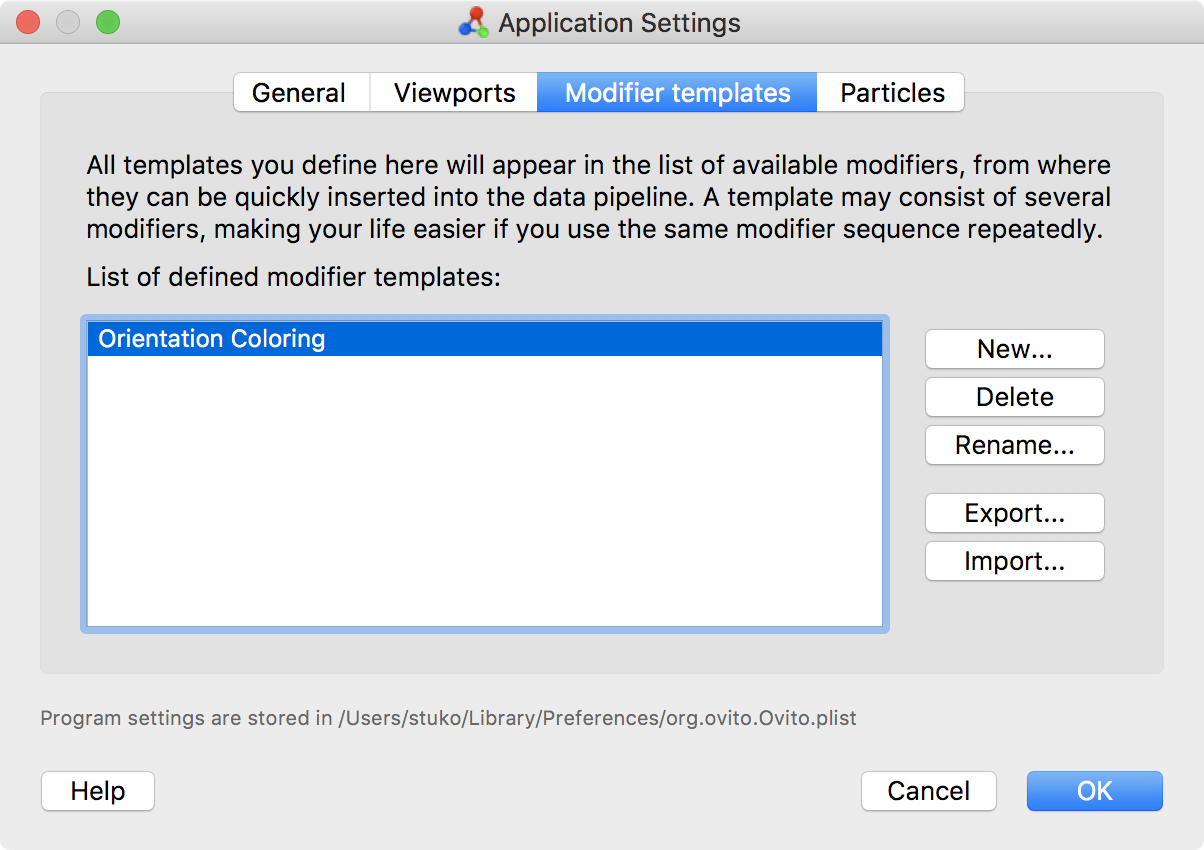 Application Settings
General
Viewports
Modifier templates
Particles
All templates you define here will appear in the list of available modifiers, from where
they can be quickly inserted into the data pipeline. A template may consist of several
modifiers, making your life easier if you use the same modifier sequence repeatedly.
List of defined modifier templates:
Orientation Coloring
New...
Delete
Rename...
Export...
Import...
Program settings are stored in /Users/stuko/Library/Preferences/org.ovito.Ovito.plist
Help
Cancel
OK